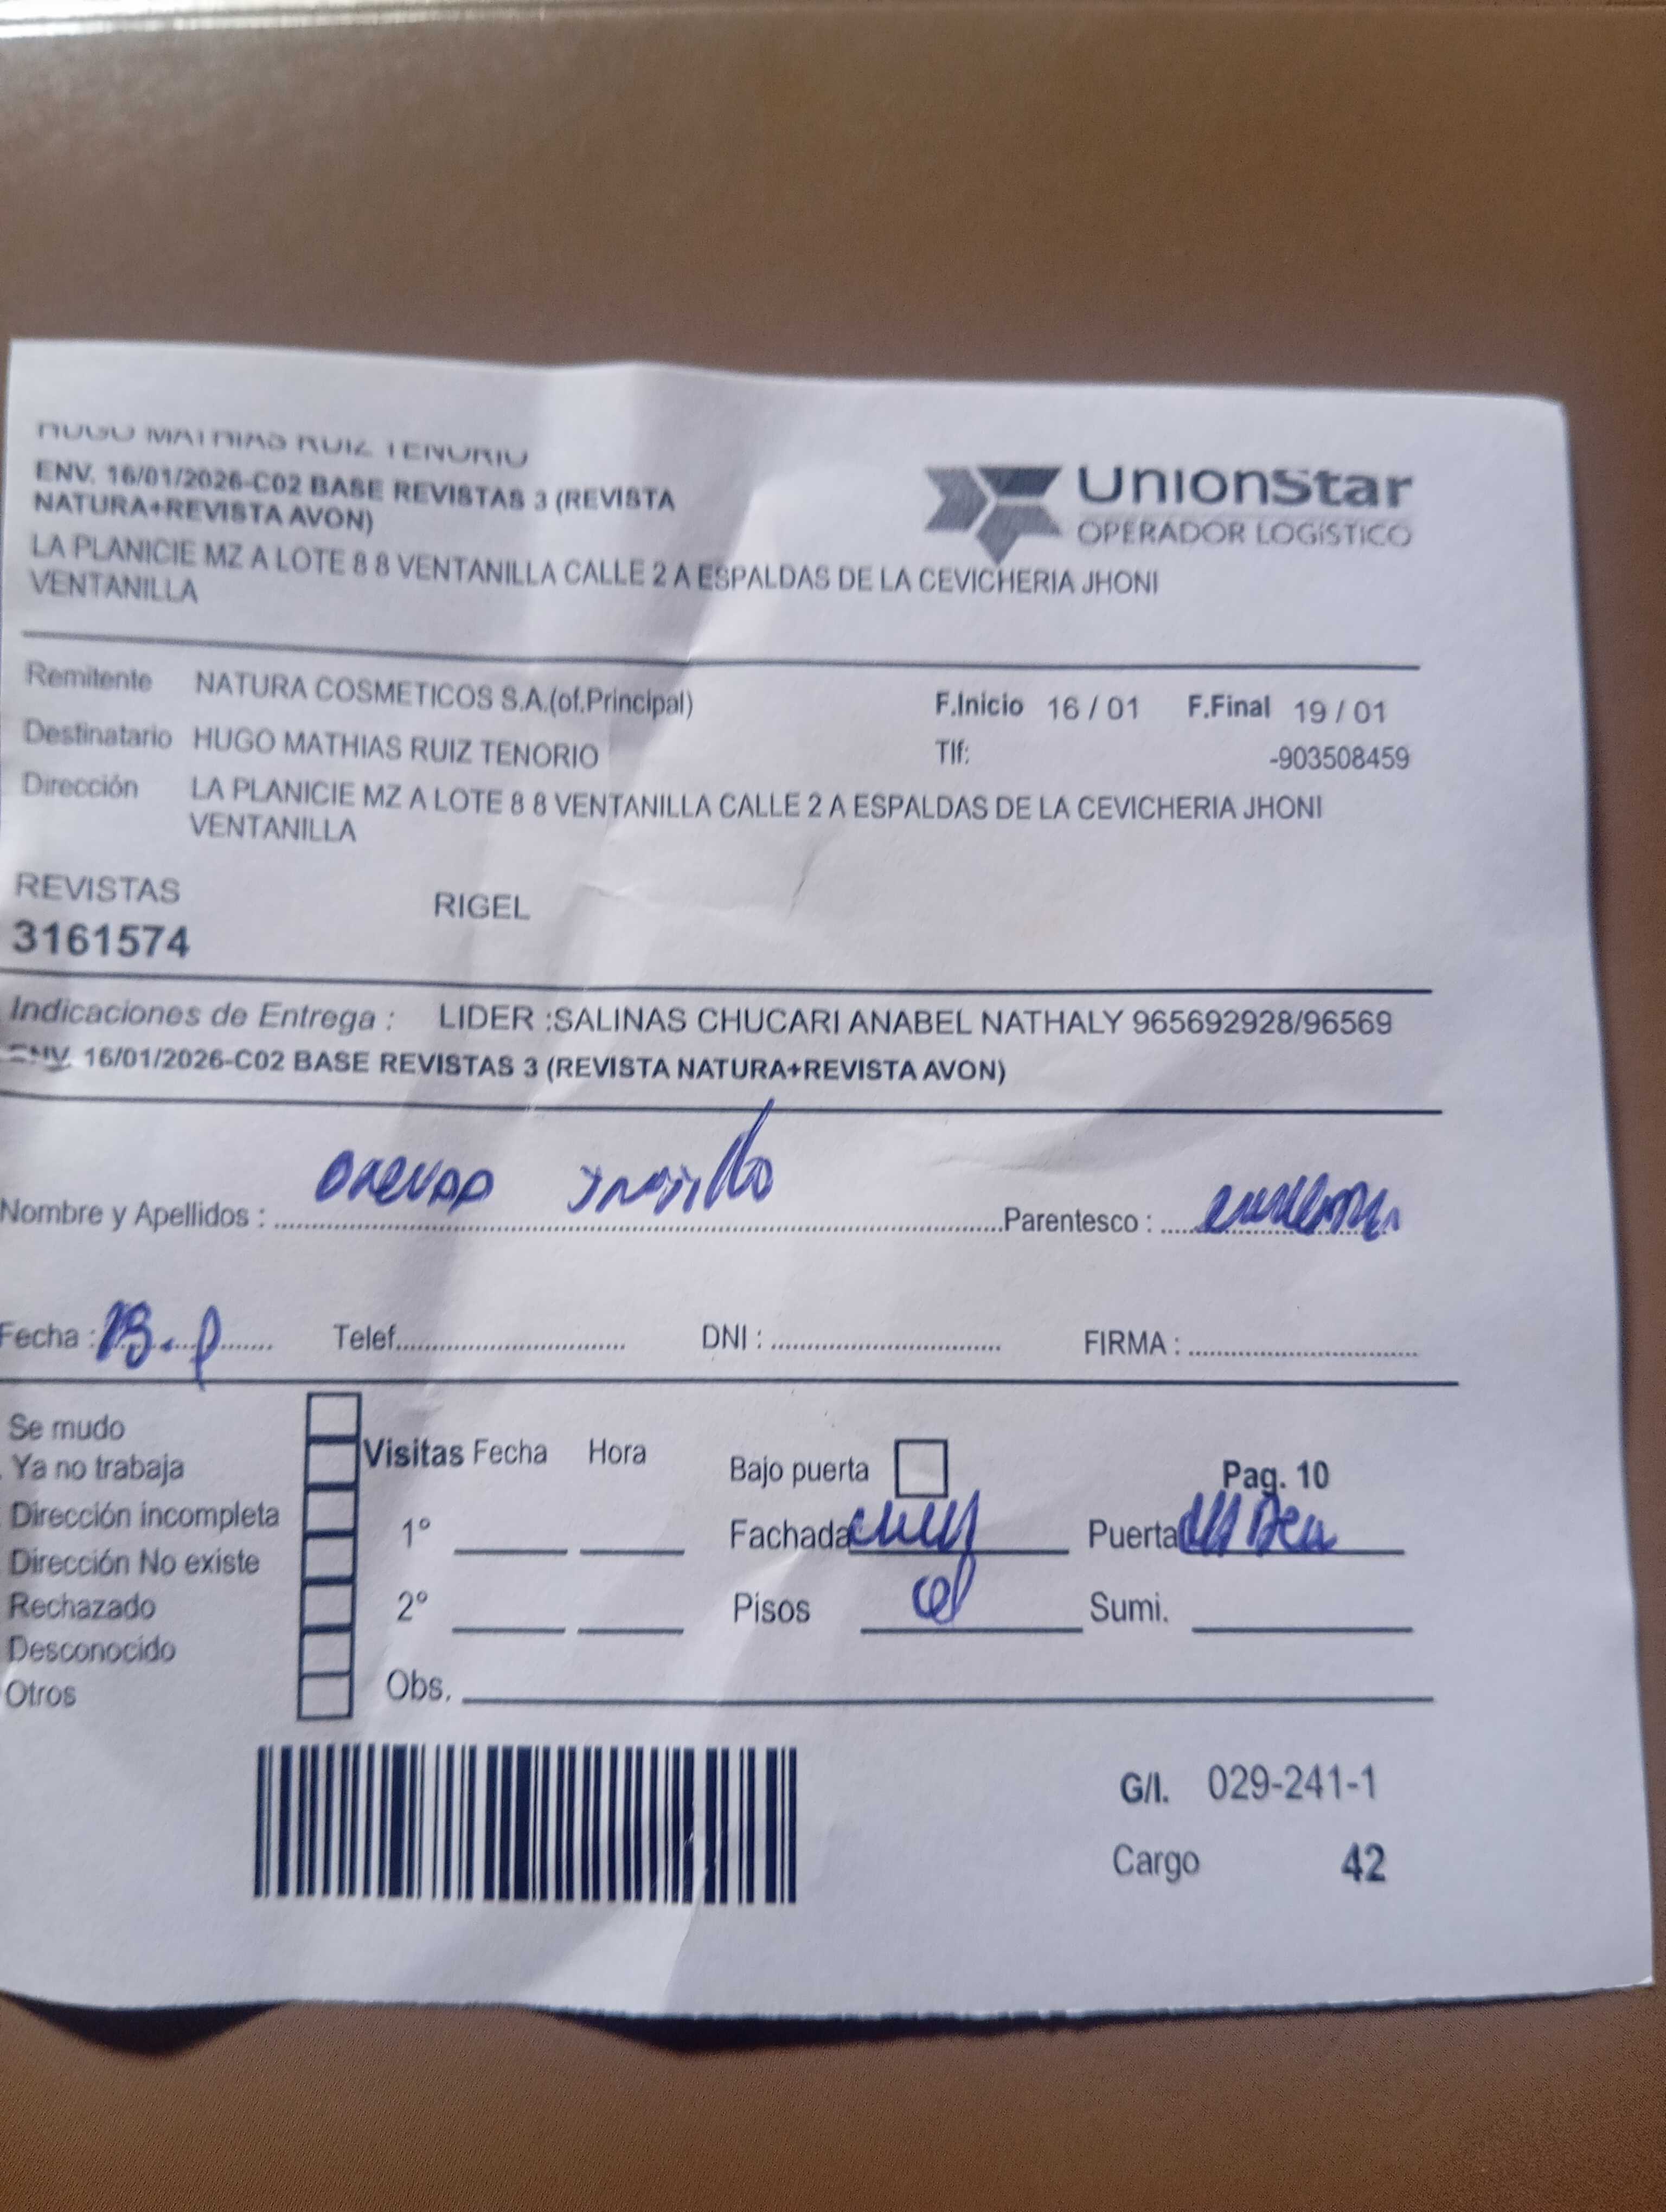 HUGO MATHIAS RUIZ TENORIO
ENV. 16/01/2026-C02 BASE REVISTAS 3 (REVISTA
NATURA+REVISTA AVON)
UnionStar
OPERADOR LOGÍSTICO
LA PLANICIE MZ A LOTE 8 8 VENTANILLA CALLE 2 A ESPALDAS DE LA CEVICHERIA JHONI
VENTANILLA
Remitente NATURA COSMETICOS S.A.(of.Principal) F.Inicio 16 / 01 F.Final 19 / 01
Destinatario HUGO MATHIAS RUIZ TENORIO Tlf: -903508459
Dirección LA PLANICIE MZ A LOTE 8 8 VENTANILLA CALLE 2 A ESPALDAS DE LA CEVICHERIA JHONI
VENTANILLA
REVISTAS RIGEL
3161574
Indicaciones de Entrega : LIDER :SALINAS CHUCARI ANABEL NATHALY 965692928/96569
ENV. 16/01/2026-C02 BASE REVISTAS 3 (REVISTA NATURA+REVISTA AVON)
Nombre y Apellidos : Parentesco :
Fecha : Telef. DNI : FIRMA :
Se mudo
Ya no trabaja
Dirección incompleta
Dirección No existe
Rechazado
Desconocido
Otros
Visitas Fecha Hora
1°
2°
Obs.
Bajo puerta Pag. 10
Fachada Puerta
Pisos Sumi.
G/I. 029-241-1
Cargo 42